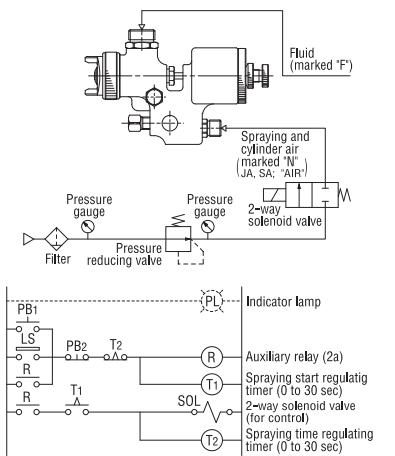 Fluid
(marked "F")
Spraying and
cylinder air
(marked "N"
JA, SA; "AIR")
2-way
solenoid valve
Pressure
gauge
Pressure
gauge
Filter
Pressure
reducing valve
PL
Indicator lamp
PB1
LS
PB2
T2
R
Auxiliary relay (2a)
R
T1
Spraying start regulatig
timer (0 to 30 sec)
R
T1
SOL
2-way solenoid valve
(for control)
T2
Spraying time regulating
timer (0 to 30 sec)